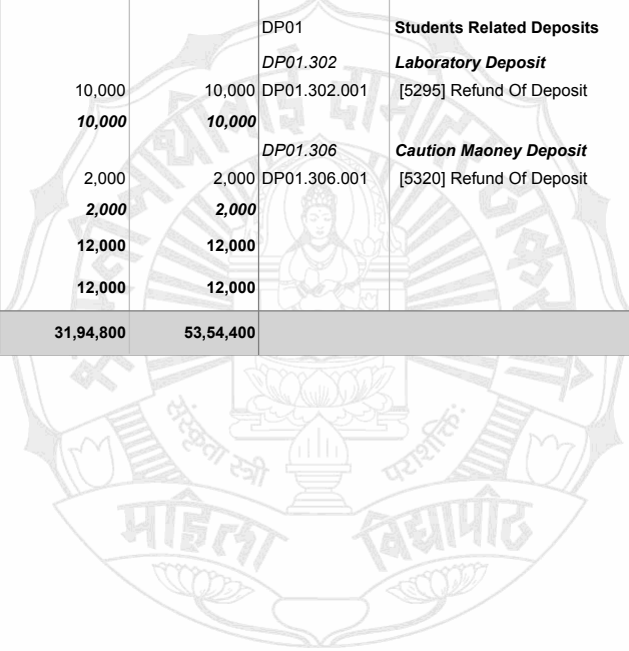 DP01 Students Related Deposits
DP01.302 Laboratory Deposit
10,000 10,000 DP01.302.001 [5295] Refund Of Deposit
10,000 10,000
DP01.306 Caution Maoney Deposit
2,000 2,000 DP01.306.001 [5320] Refund Of Deposit
2,000 2,000
12,000 12,000
12,000 12,000
31,94,800 53,54,400
संस्कृता स्त्री पराशक्ति:
महिला विद्यापीठ